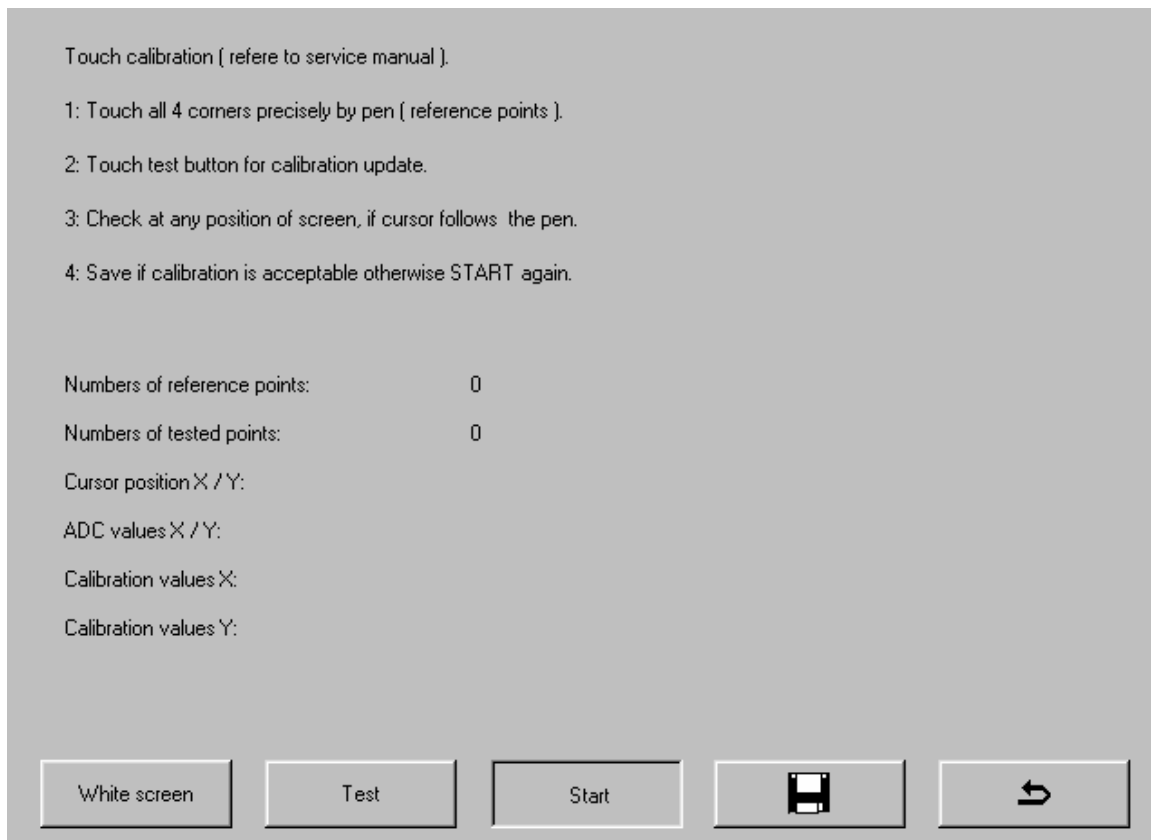 Touch calibration ( refere to service manual ).
1: Touch all 4 corners precisely by pen ( reference points ).
2: Touch test button for calibration update.
3: Check at any position of screen, if cursor follows  the pen.
4: Save if calibration is acceptable otherwise START again.
Numbers of reference points: 0
Numbers of tested points: 0
Cursor position X / Y:
ADC values X / Y:
Calibration values X:
Calibration values Y:
White screen Test Start